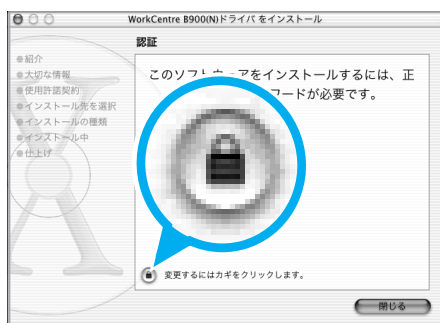 WorkCentre B900(N)ドライバ をインストール
認証
紹介
大切な情報
使用許諾契約
インストール先を選択
インストールの種類
インストール中
仕上げ
このソフトウェアをインストールするには、正
フードが必要です。
変更するにはカギをクリックします。
閉じる